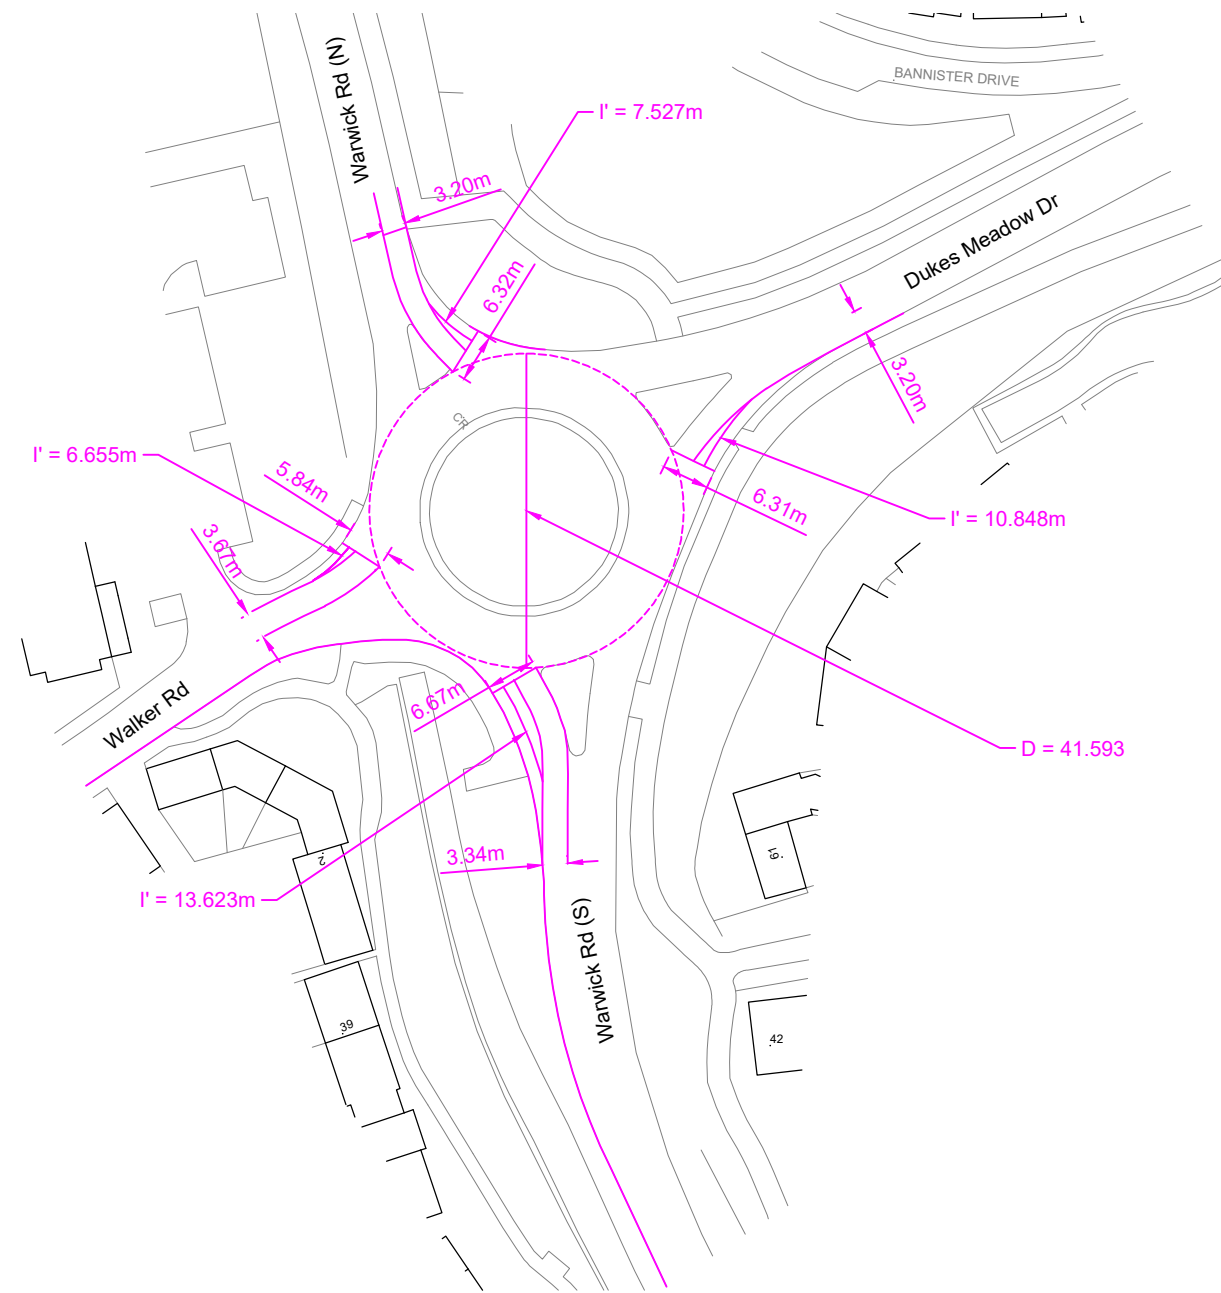 Warwick Rd (N)
I' = 7.527m
BANNISTER DRIVE
3.20m
Dukes Meadow Dr
6.32m
3.20m
I' = 6.655m
5.84m
6.31m
I' = 10.848m
3.67m
Walker Rd
6.67m
D = 41.593
3.34m
2
61
I' = 13.623m
Warwick Rd (S)
39
42